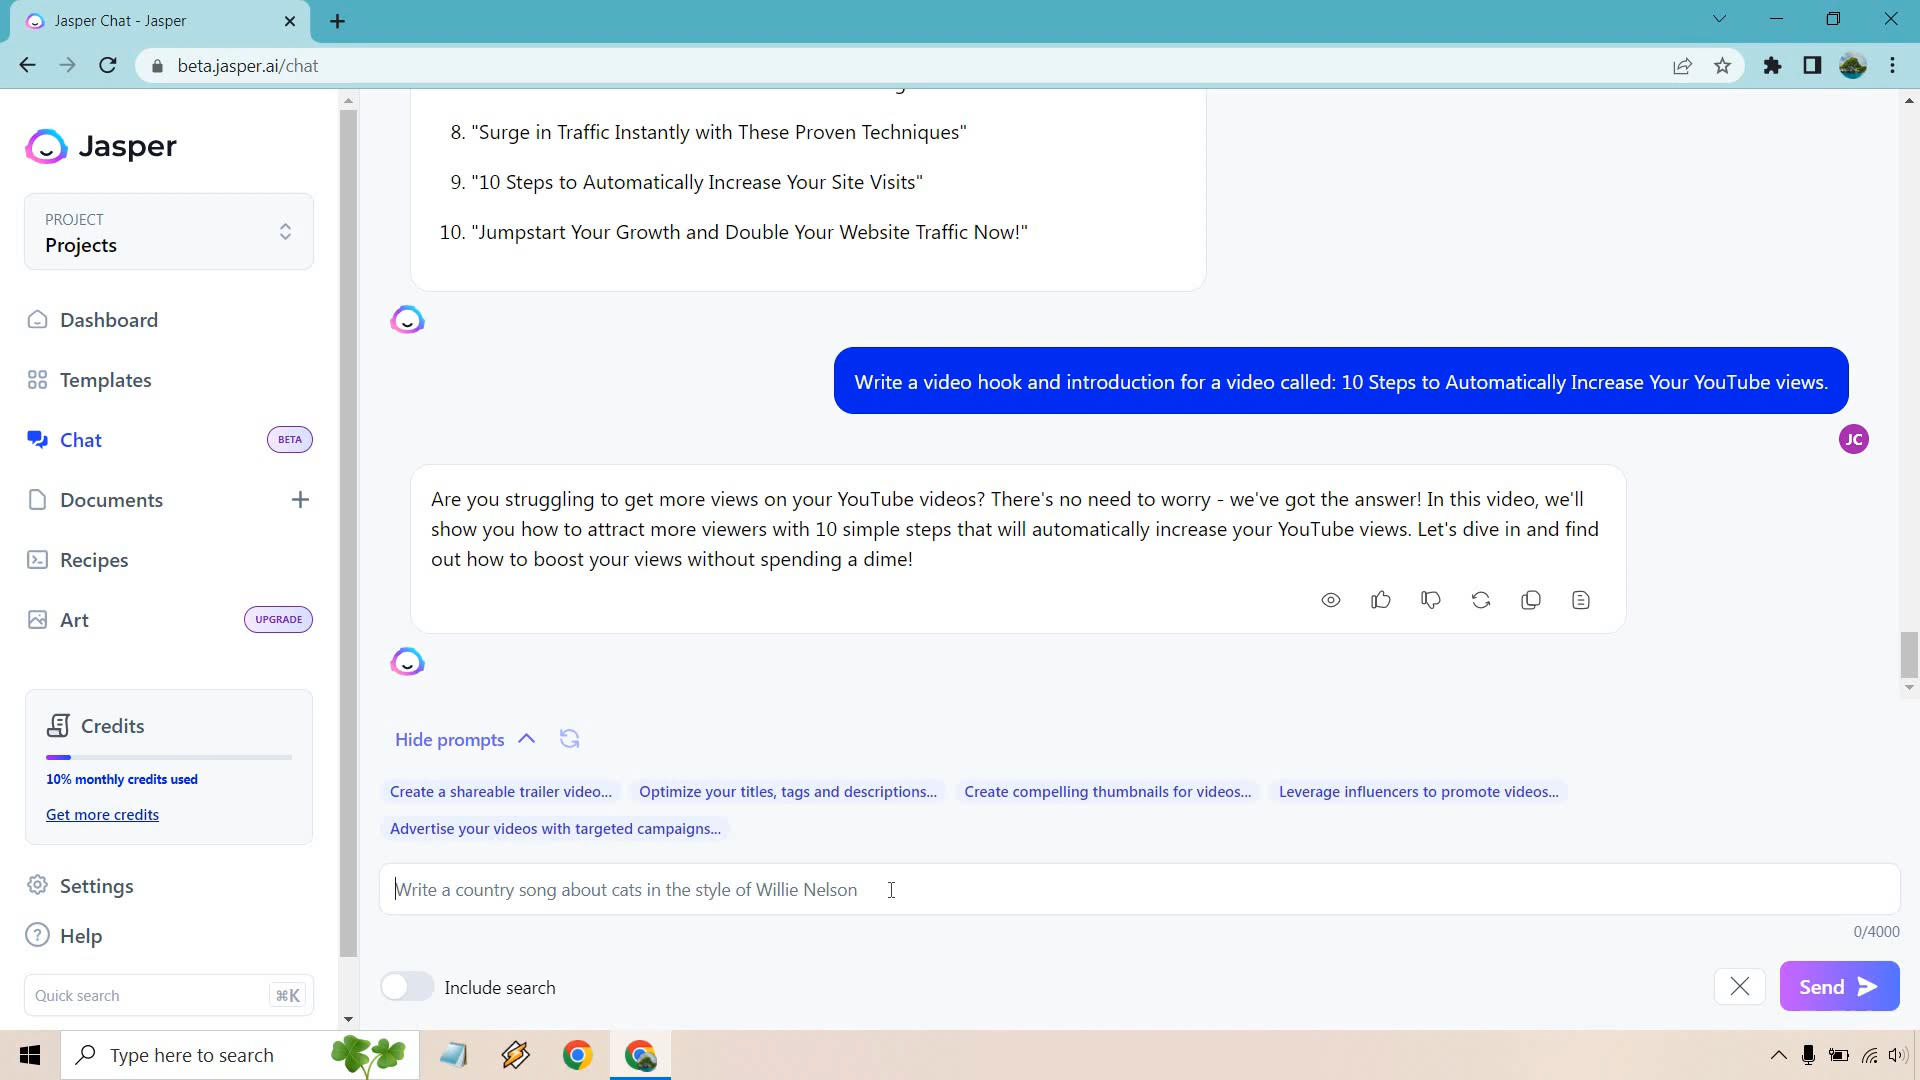 Jasper Chat - Jasper
beta.jasper.ai/chat
Jasper
PROJECT
Projects
Dashboard
Templates
Chat
BETA
Documents
Recipes
Art
UPGRADE
Credits
10% monthly credits used
Get more credits
Settings
Help
Quick search
⌘K
8. "Surge in Traffic Instantly with These Proven Techniques"
9. "10 Steps to Automatically Increase Your Site Visits"
10. "Jumpstart Your Growth and Double Your Website Traffic Now!"
Write a video hook and introduction for a video called: 10 Steps to Automatically Increase Your YouTube views.
JC
Are you struggling to get more views on your YouTube videos? There's no need to worry - we've got the answer! In this video, we'll
show you how to attract more viewers with 10 simple steps that will automatically increase your YouTube views. Let's dive in and find
out how to boost your views without spending a dime!
Hide prompts
Create a shareable trailer video...
Optimize your titles, tags and descriptions...
Create compelling thumbnails for videos...
Leverage influencers to promote videos...
Advertise your videos with targeted campaigns...
Write a country song about cats in the style of Willie Nelson
0/4000
Include search
Send
Type here to search